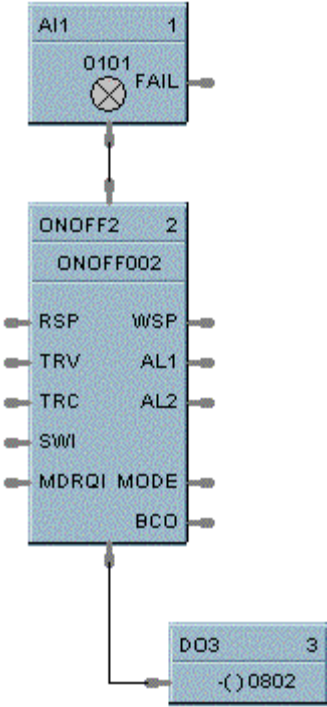 AI1 1
0101
FAIL
ONOFF2 2
ONOFF002
RSP WSP
TRV AL1
TRC AL2
SWI
MDRQI MODE
BCO
DO3 3
-( )0802